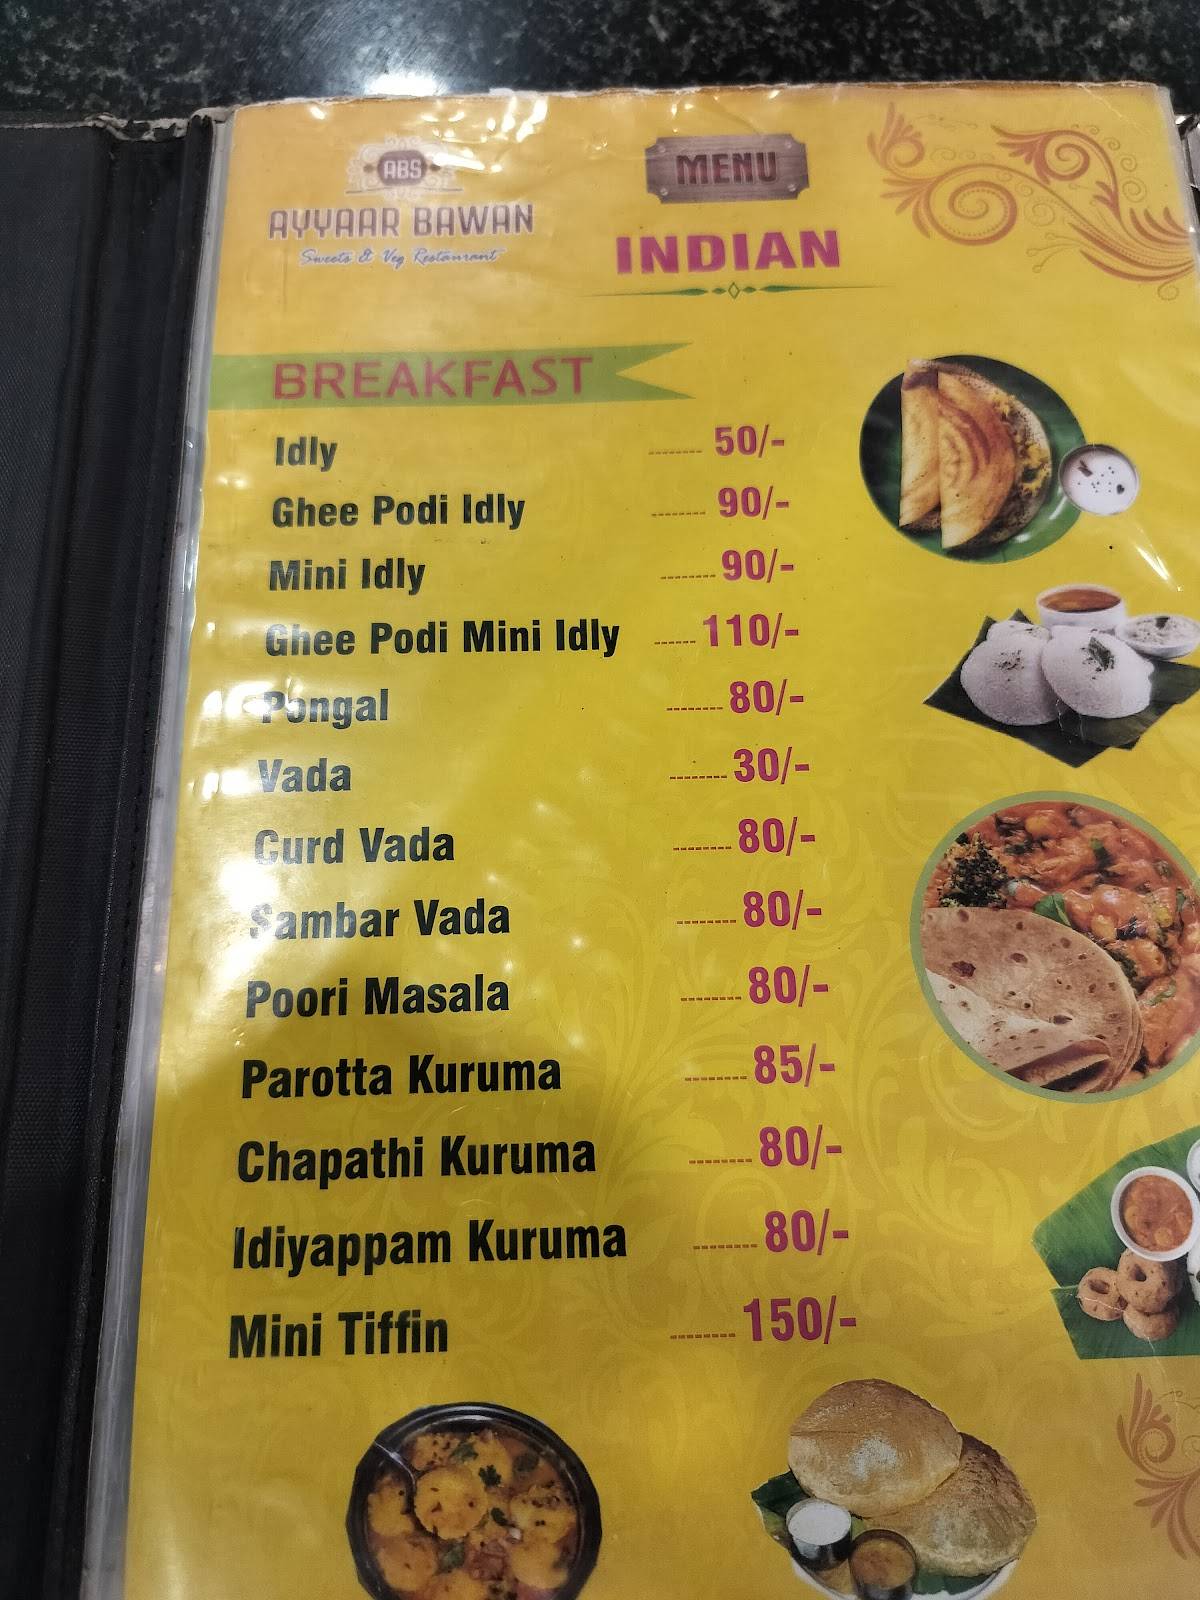 ABS
AYYAAR BAWAN
Sweets & Veg Restaurant
MENU
INDIAN
BREAKFAST
Idly ........ 50/-
Ghee Podi Idly ........ 90/-
Mini Idly ........ 90/-
Ghee Podi Mini Idly ...... 110/-
Pongal ........ 80/-
Vada ........ 30/-
Curd Vada ........ 80/-
Sambar Vada ........ 80/-
Poori Masala ........ 80/-
Parotta Kuruma ........ 85/-
Chapathi Kuruma ........ 80/-
Idiyappam Kuruma ........ 80/-
Mini Tiffin ........ 150/-